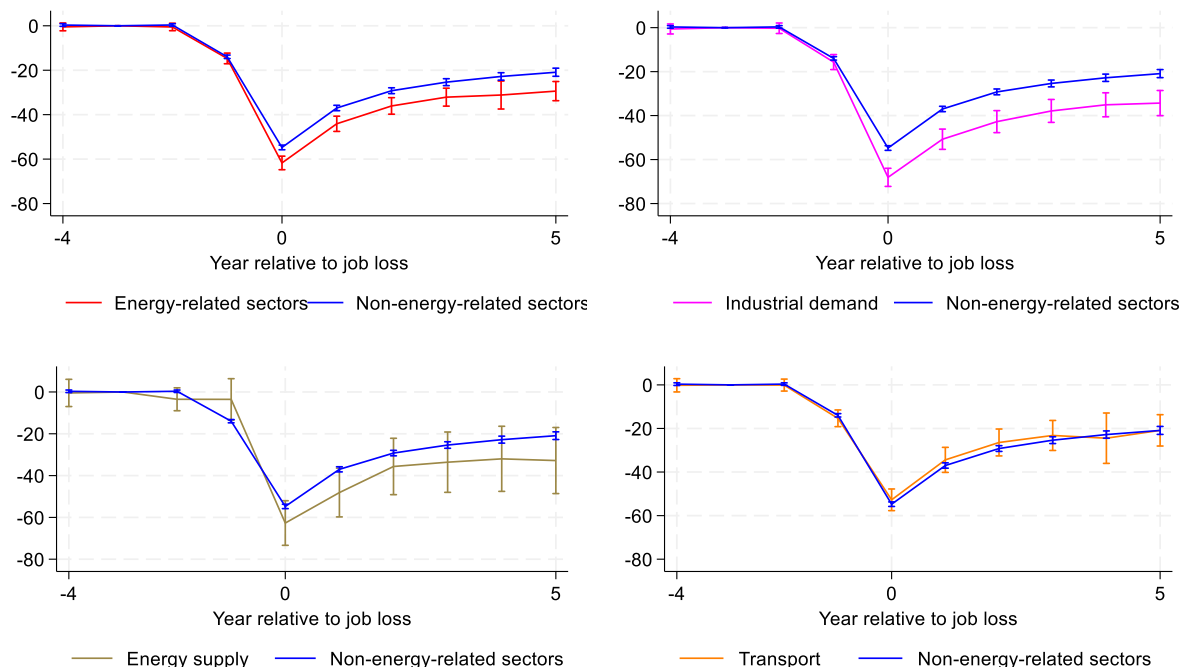 0
-20
-40
-60
-80
-4 0 5
Year relative to job loss
Energy-related sectors Non-energy-related sectors
0
-20
-40
-60
-80
-4 0 5
Year relative to job loss
Industrial demand Non-energy-related sectors
0
-20
-40
-60
-80
-4 0 5
Year relative to job loss
Energy supply Non-energy-related sectors
0
-20
-40
-60
-80
-4 0 5
Year relative to job loss
Transport Non-energy-related sectors